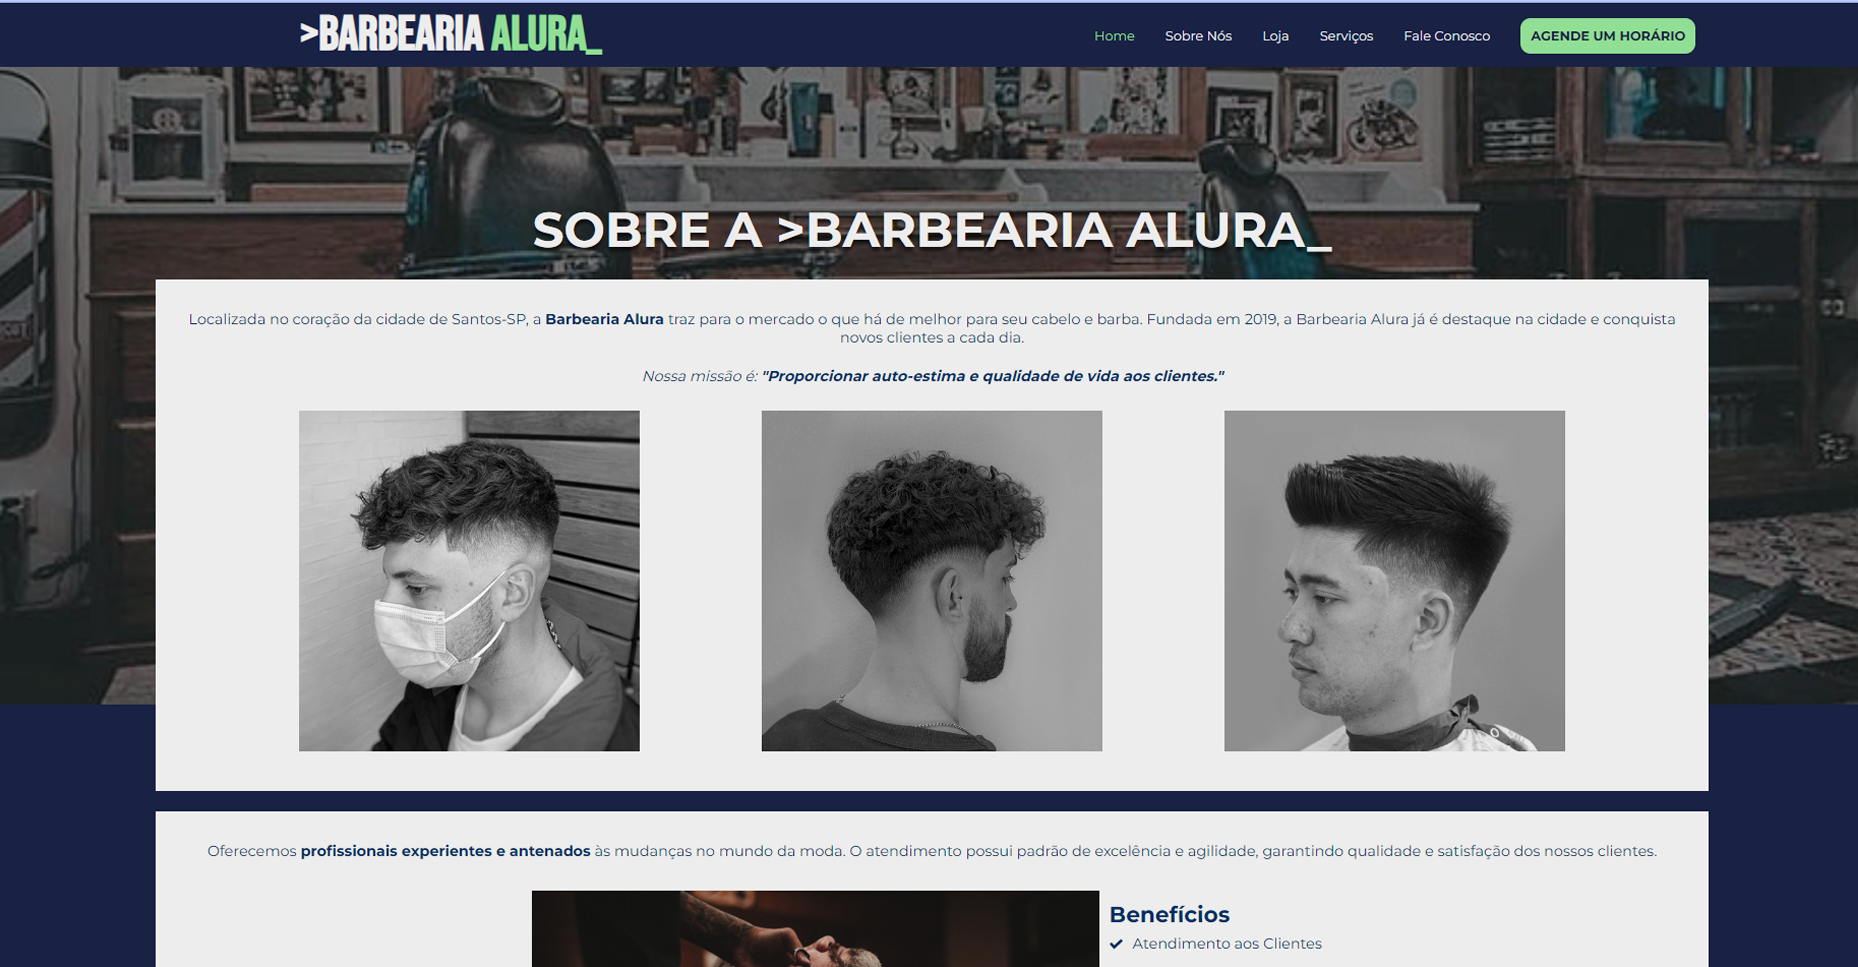 >BARBEARIA ALURA_
Home Sobre Nós Loja Serviços Fale Conosco AGENDE UM HORÁRIO
SOBRE A >BARBEARIA ALURA_
Localizada no coração da cidade de Santos-SP, a Barbearia Alura traz para o mercado o que há de melhor para seu cabelo e barba. Fundada em 2019, a Barbearia Alura já é destaque na cidade e conquista
novos clientes a cada dia.
Nossa missão é: "Proporcionar auto-estima e qualidade de vida aos clientes."
Oferecemos profissionais experientes e antenados às mudanças no mundo da moda. O atendimento possui padrão de excelência e agilidade, garantindo qualidade e satisfação dos nossos clientes.
Benefícios
Atendimento aos Clientes